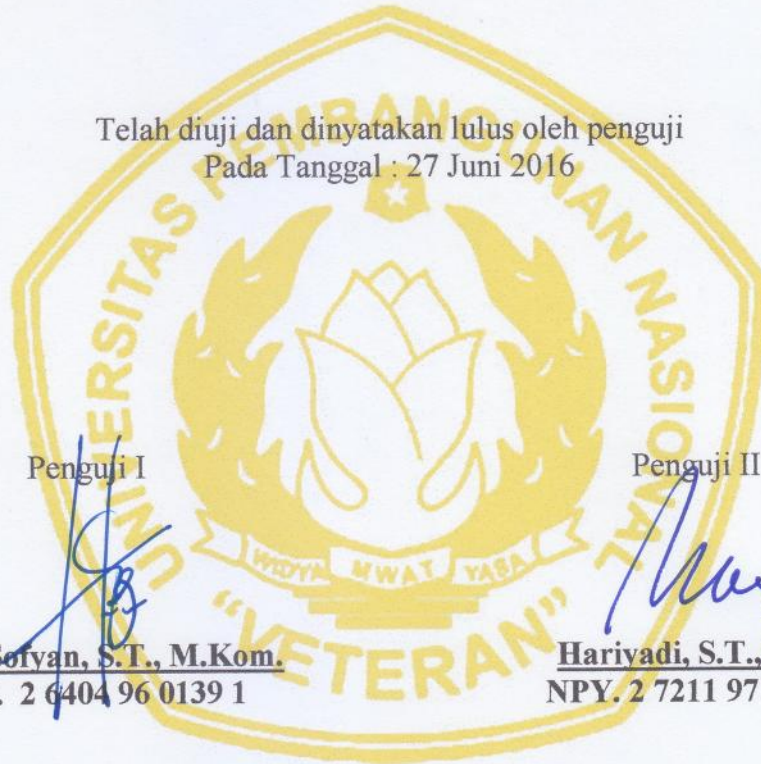 Telah diuji dan dinyatakan lulus oleh penguji
Pada Tanggal : 27 Juni 2016
UNIVERSITAS PEMBANGUNAN NASIONAL
"VETERAN"
WIDYA MWAT YASA
Penguji I
Penguji II
Sofyan, S.T., M.Kom.
. 2 6404 96 0139 1
Hariyadi, S.T.,
NPY. 2 7211 97